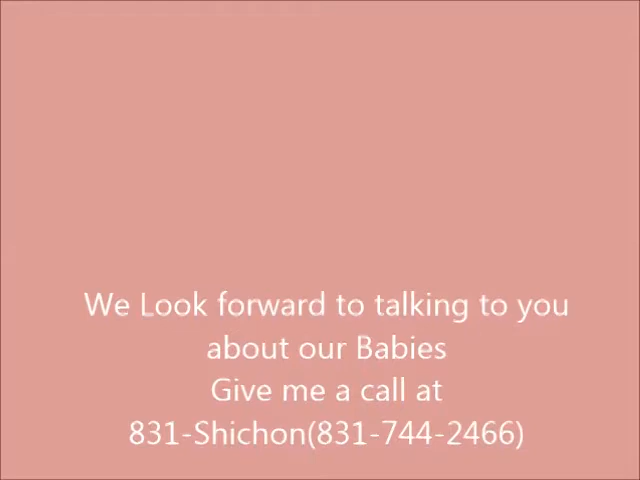 We Look forward to talking to you
about our Babies
Give me a call at
831-Shichon(831-744-2466)